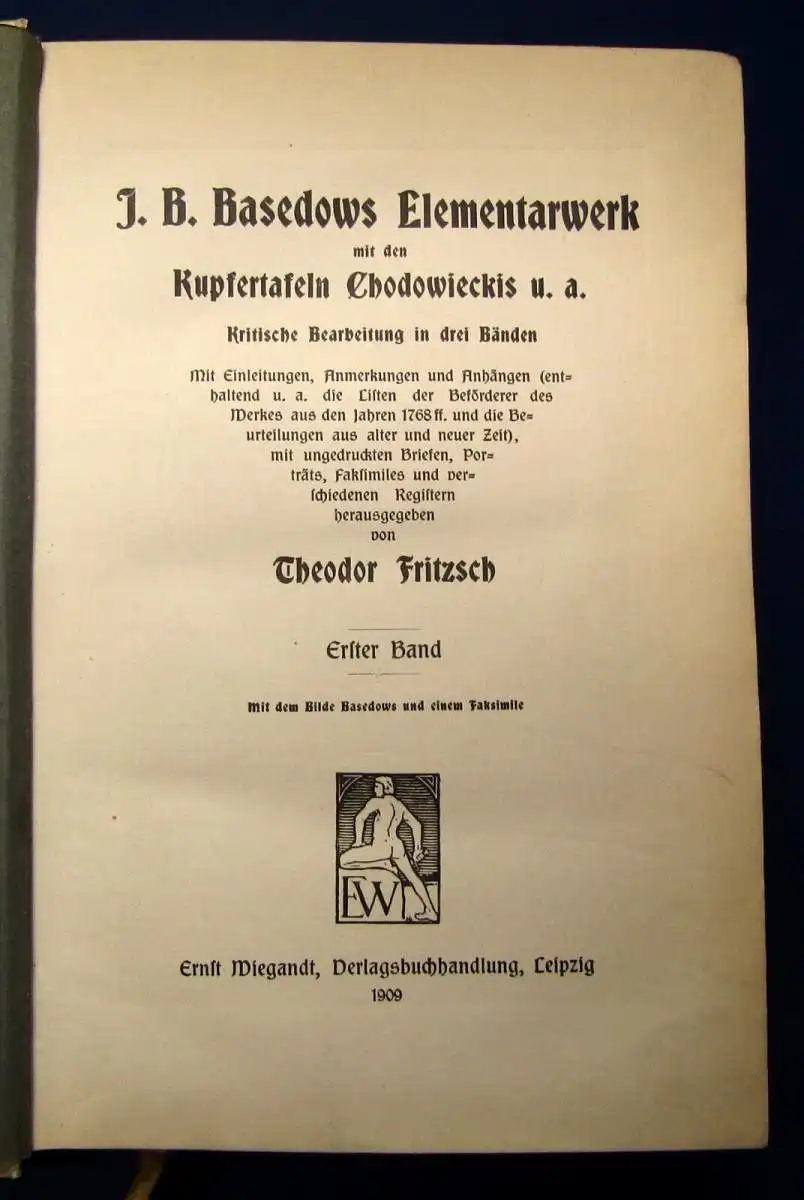 J. B. Basedows Elementarwerk
mit den
Kupfertafeln Chodowieckis u. a.
Kritische Bearbeitung in drei Bänden
Mit Einleitungen, Anmerkungen und Anhängen (ent=
haltend u. a. die Liſten der Beförderer des
Werkes aus den Jahren 1768 ff. und die Be=
urteilungen aus alter und neuer Zeit),
mit ungedruckten Briefen, Por=
träts, Fakſimiles und ver=
ſchiedenen Regiſtern
herausgegeben
von
Theodor Fritzsch
Erſter Band
Mit dem Bilde Basedows und einem Faksimile
EW
Ernſt Wiegandt, Verlagsbuchhandlung, Leipzig
1909